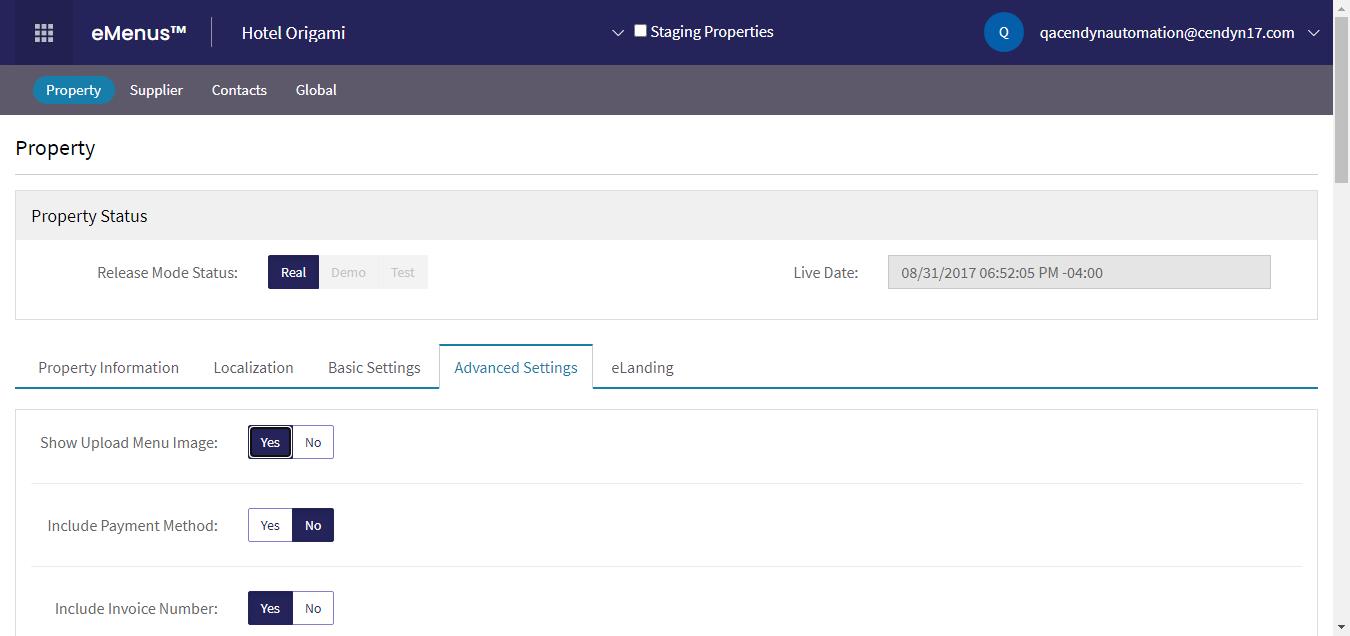 eMenus™ Hotel Origami Staging Properties Q qacendynautomation@cendyn17.com
Property Supplier Contacts Global
Property
Property Status
Release Mode Status: Real Demo Test Live Date: 08/31/2017 06:52:05 PM -04:00
Property Information Localization Basic Settings Advanced Settings eLanding
Show Upload Menu Image: Yes No
Include Payment Method: Yes No
Include Invoice Number: Yes No